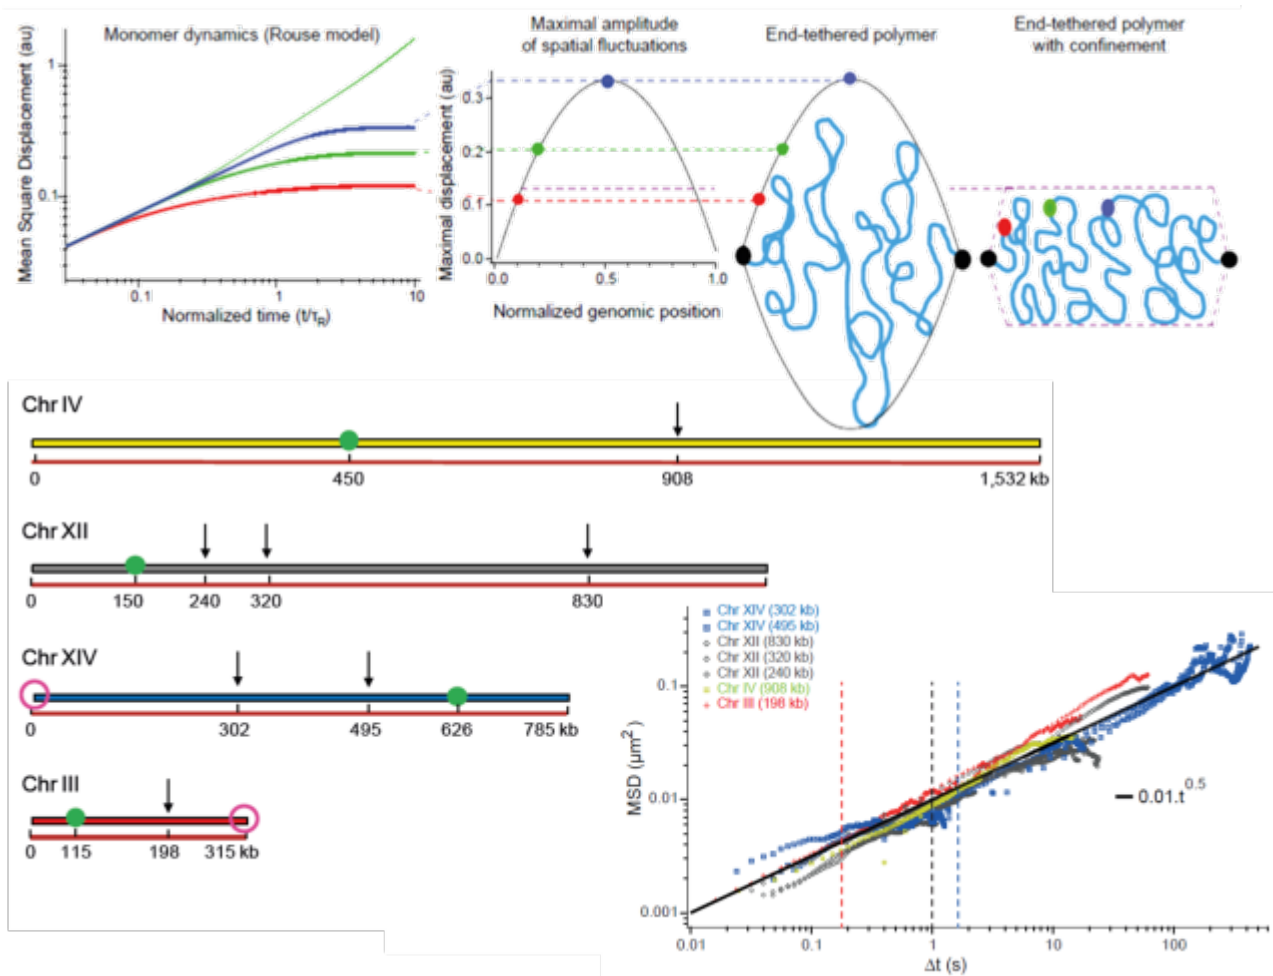 Monomer dynamics (Rouse model)
Mean Square Displacement (au)
1
0.1
0.1
1
10
Normalized time (t/τR)
Maximal amplitude
of spatial fluctuations
Maximal displacement (au)
0.3
0.2
0.1
0.0
0.0
0.5
1.0
Normalized genomic position
End-tethered polymer
End-tethered polymer
with confinement
Chr IV
0
450
908
1,532 kb
Chr XII
0
150
240
320
830
Chr XIV
0
302
495
626
785 kb
Chr III
0
115
198
315 kb
Chr XIV (302 kb)
Chr XIV (495 kb)
Chr XII (830 kb)
Chr XII (320 kb)
Chr XII (240 kb)
Chr IV (908 kb)
Chr III (198 kb)
MSD (µm²)
0.1
0.01
0.001
0.01.t^0.5
0.01
0.1
1
10
100
Δt (s)